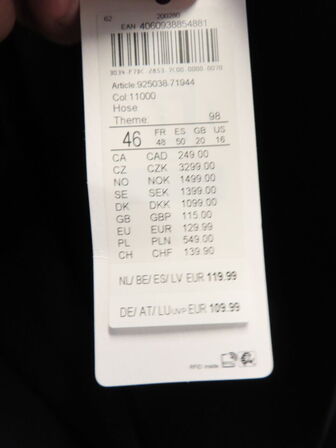 62 200280
EAN 4060938854881
Article:925038.71944
Col:11000
Hose
Theme: 98
46 FR 48 ES 50 GB 20 US 16
CA CAD 249.00
CZ CZK 3299.00
NO NOK 1499.00
SE SEK 1399.00
DK DKK 1099.00
GB GBP 115.00
EU EUR 129.99
PL PLN 549.00
CH CHF 139.90
NL/ BE/ ES/ LV EUR 119.99
DE/ AT/ LU UVP EUR 109.99
RFID inside